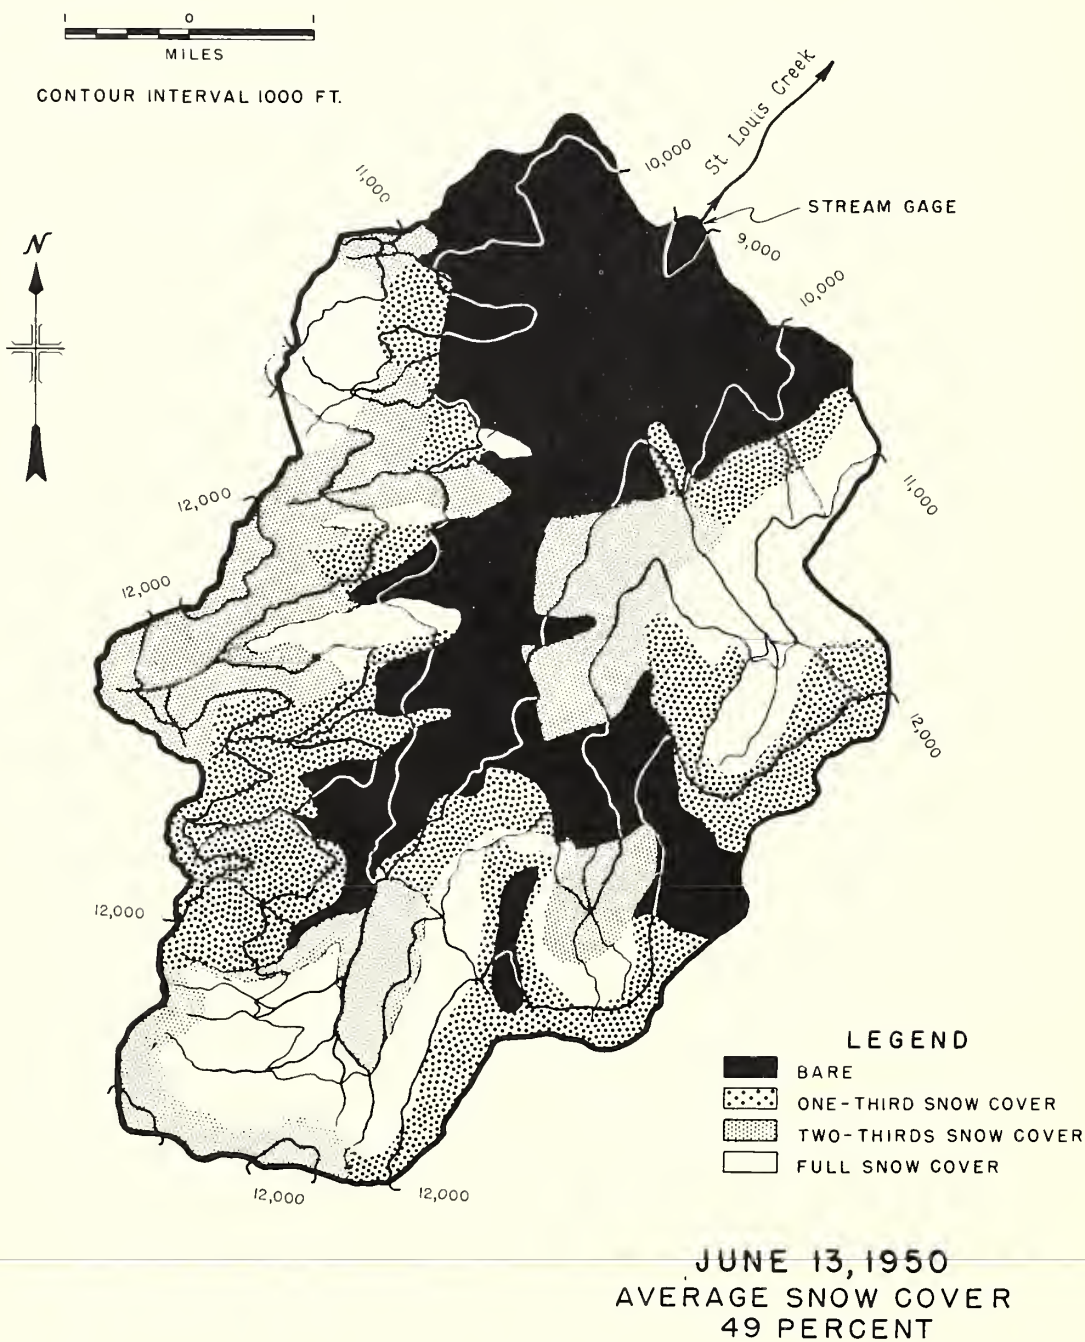 1 0 1
MILES
CONTOUR INTERVAL 1000 FT.
St. Louis Creek
10,000
11,000
STREAM GAGE
9,000
N
10,000
11,000
12,000
12,000
12,000
12,000
LEGEND
BARE
ONE-THIRD SNOW COVER
TWO-THIRDS SNOW COVER
FULL SNOW COVER
12,000
12,000
JUNE 13, 1950
AVERAGE SNOW COVER
49 PERCENT